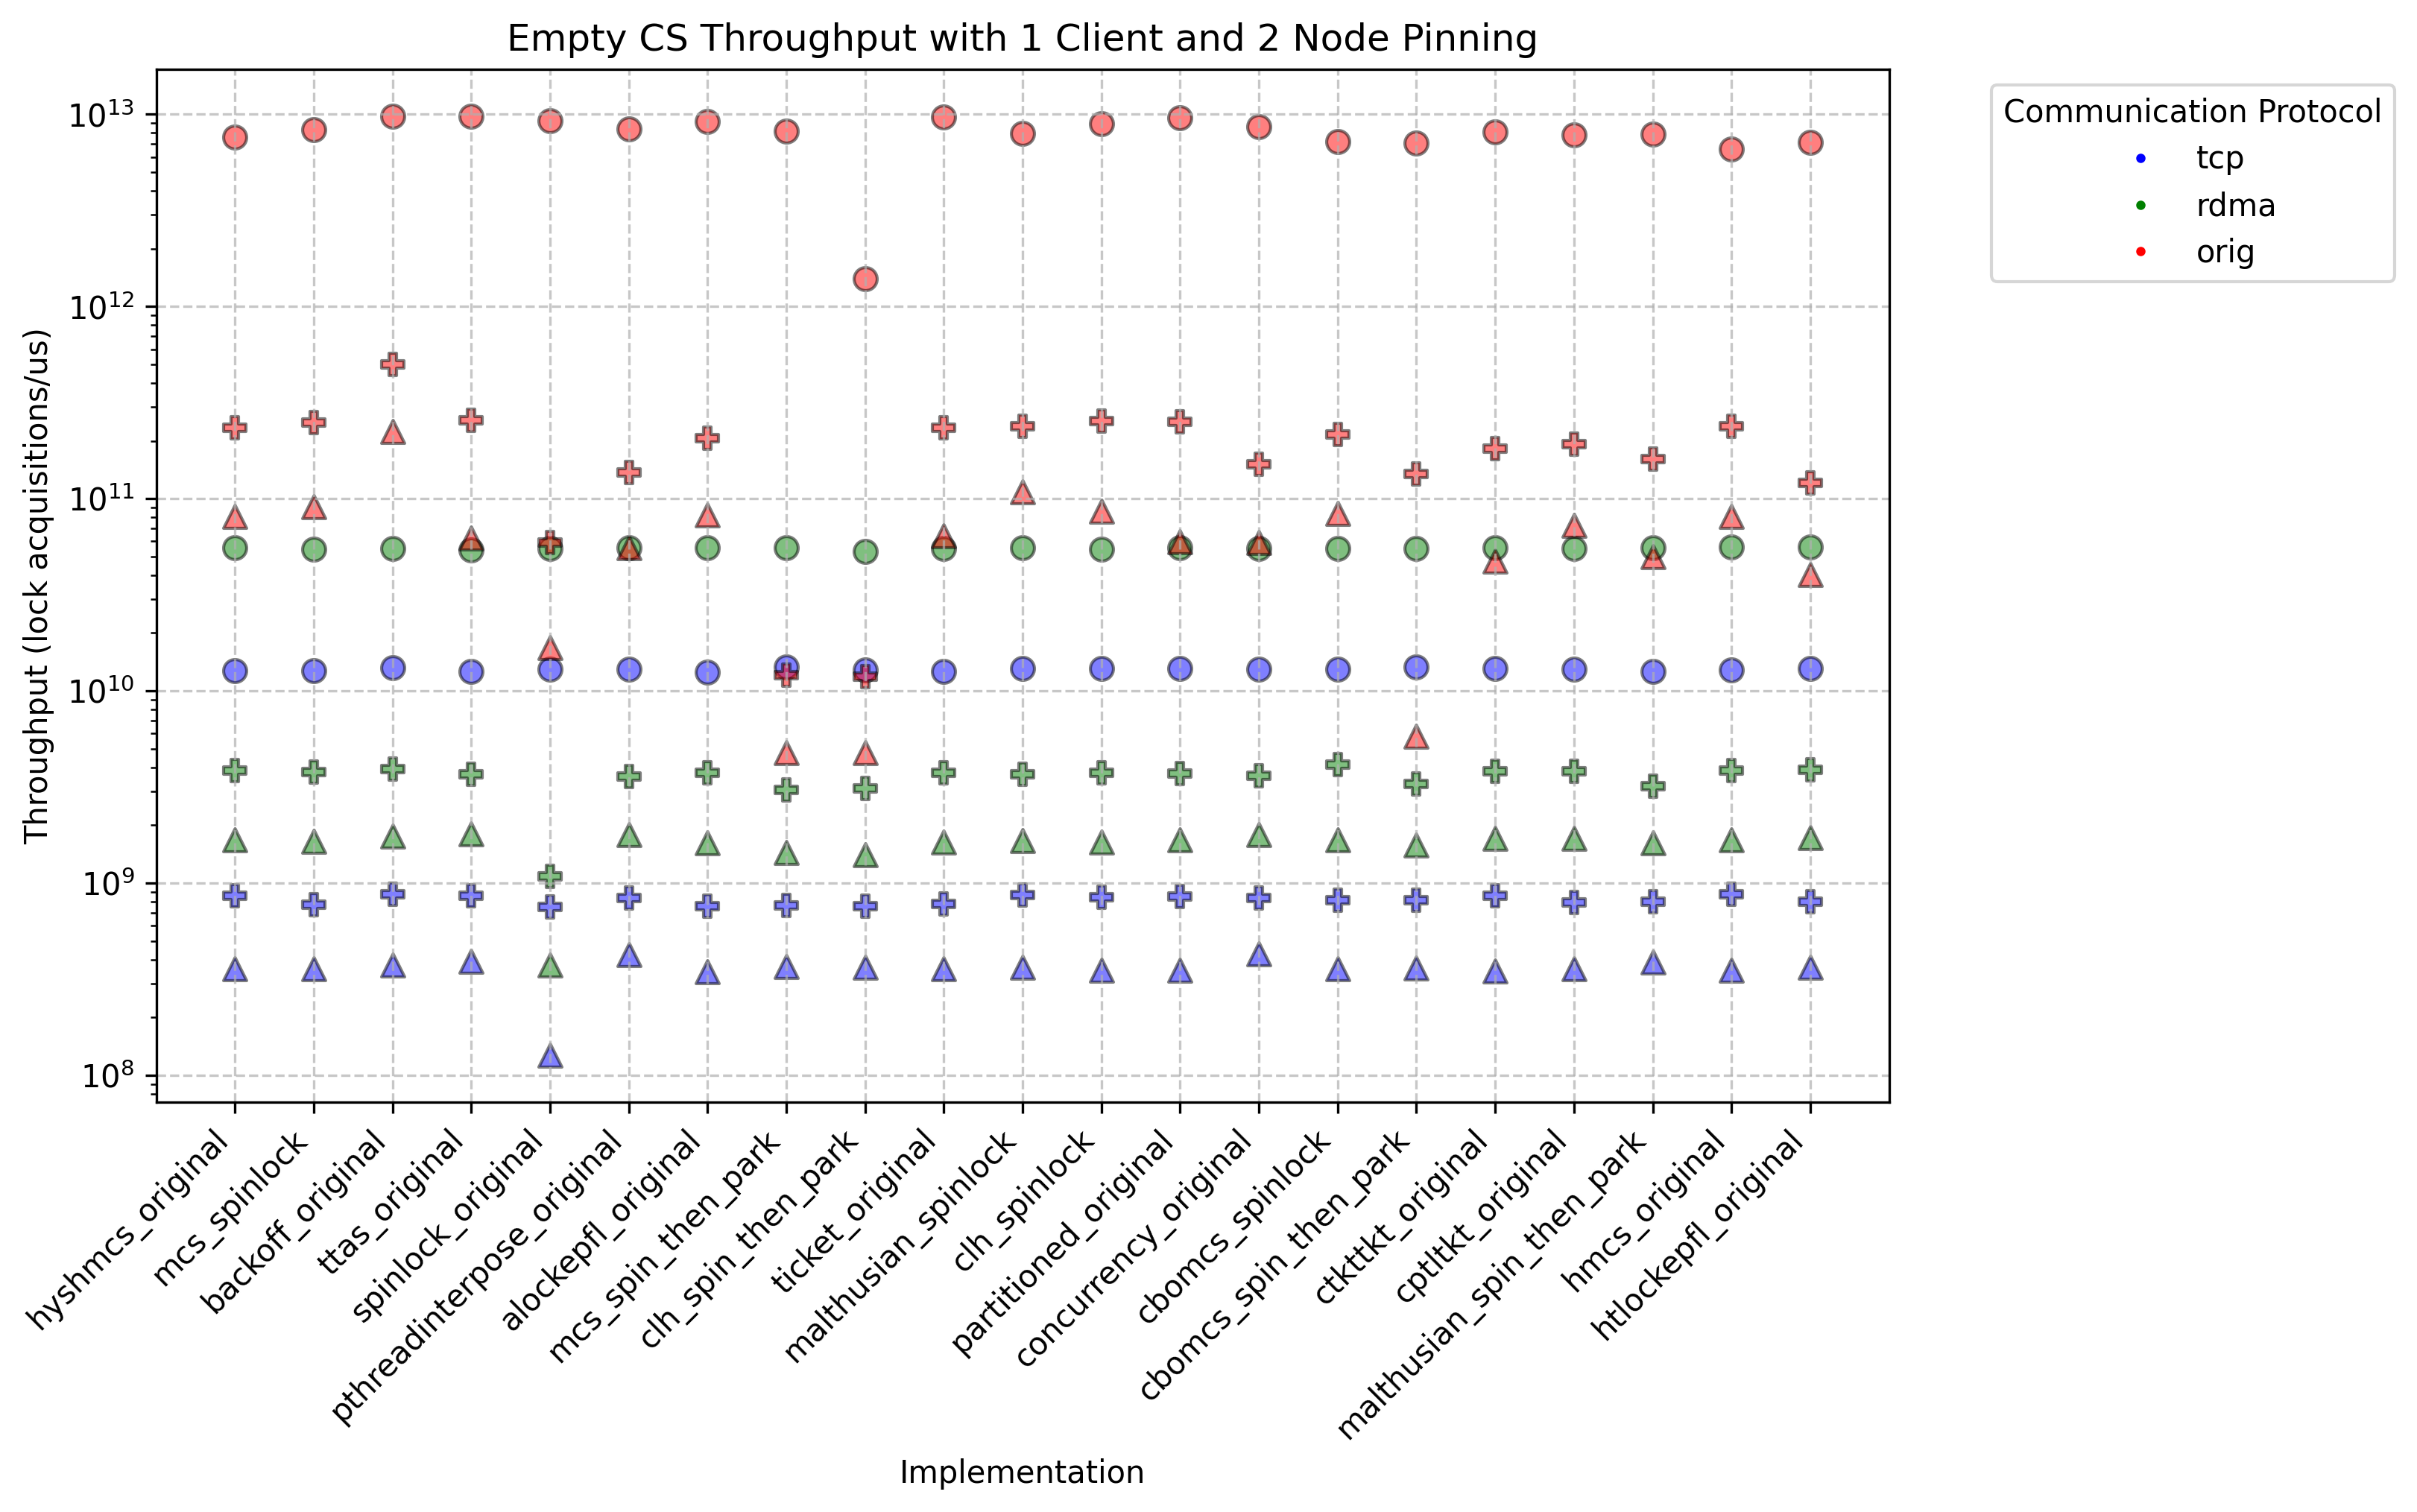 Empty CS Throughput with 1 Client and 2 Node Pinning
Throughput (lock acquisitions/us)
10^13
10^12
10^11
10^10
10^9
10^8
hyshmcs_original
mcs_spinlock
backoff_original
ttas_original
spinlock_original
pthreadinterpose_original
alockepfl_original
mcs_spin_then_park
clh_spin_then_park
ticket_original
malthusian_spinlock
clh_spinlock
partitioned_original
concurrency_original
cbomcs_spinlock
cbomcs_spin_then_park
ctkttkt_original
cptltkt_original
malthusian_spin_then_park
hmcs_original
htlockepfl_original
Implementation
Communication Protocol
tcp
rdma
orig